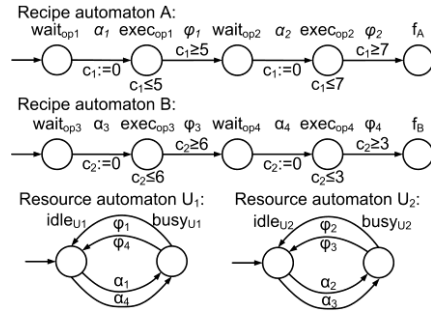 Recipe automaton A:
wait_op1 α₁ exec_op1 φ₁ wait_op2 α₂ exec_op2 φ₂ f_A
c₁≥5 c₁≥7
c₁:=0 c₁:=0
c₁≤5 c₁≤7
Recipe automaton B:
wait_op3 α₃ exec_op3 φ₃ wait_op4 α₄ exec_op4 φ₄ f_B
c₂≥6 c₂≥3
c₂:=0 c₂:=0
c₂≤6 c₂≤3
Resource automaton U₁: Resource automaton U₂:
idle_U1 φ₁ busy_U1 idle_U2 φ₂ busy_U2
φ₄ φ₃
α₁ α₂
α₄ α₃